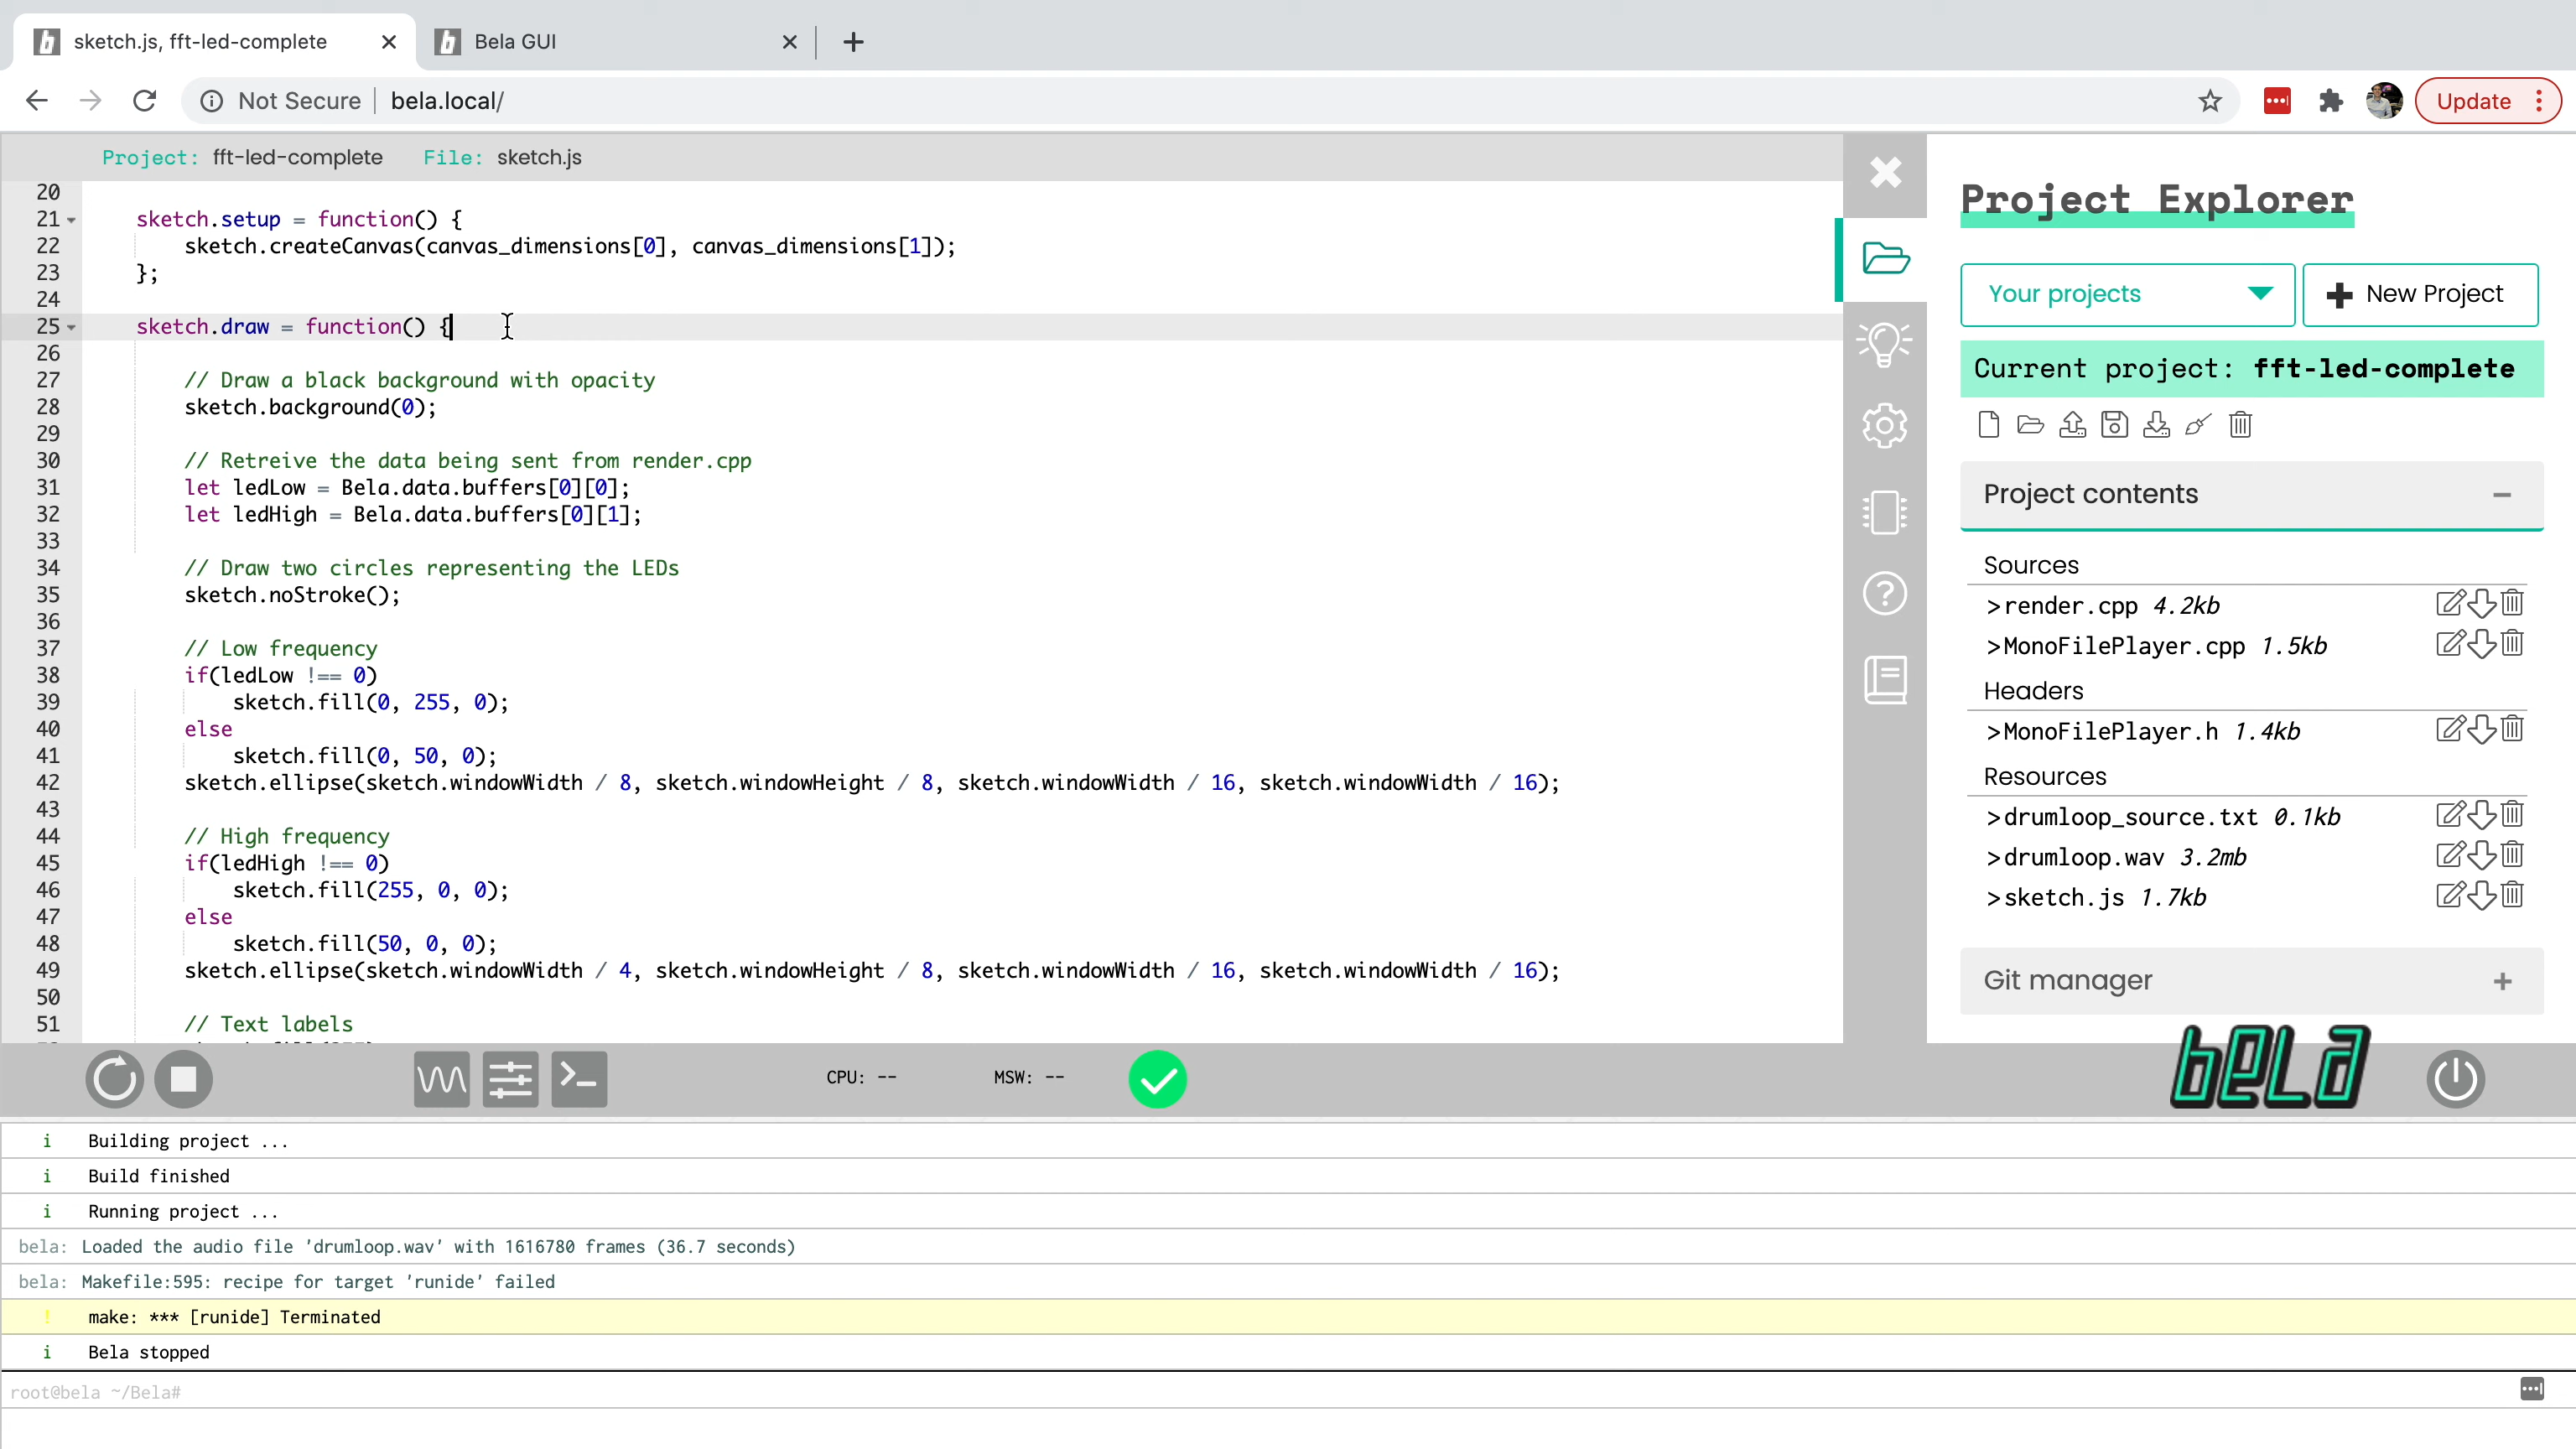 sketch.js, fft-led-complete
Bela GUI
Not Secure | bela.local/
Update
Project: fft-led-complete File: sketch.js
20
21 sketch.setup = function() {
22 sketch.createCanvas(canvas_dimensions[0], canvas_dimensions[1]);
23 };
24
25 sketch.draw = function() {
26
27 // Draw a black background with opacity
28 sketch.background(0);
29
30 // Retreive the data being sent from render.cpp
31 let ledLow = Bela.data.buffers[0][0];
32 let ledHigh = Bela.data.buffers[0][1];
33
34 // Draw two circles representing the LEDs
35 sketch.noStroke();
36
37 // Low frequency
38 if(ledLow !== 0)
39 sketch.fill(0, 255, 0);
40 else
41 sketch.fill(0, 50, 0);
42 sketch.ellipse(sketch.windowWidth / 8, sketch.windowHeight / 8, sketch.windowWidth / 16, sketch.windowWidth / 16);
43
44 // High frequency
45 if(ledHigh !== 0)
46 sketch.fill(255, 0, 0);
47 else
48 sketch.fill(50, 0, 0);
49 sketch.ellipse(sketch.windowWidth / 4, sketch.windowHeight / 8, sketch.windowWidth / 16, sketch.windowWidth / 16);
50
51 // Text labels
Project Explorer
Your projects
New Project
Current project: fft-led-complete
Project contents
Sources
>render.cpp 4.2kb
>MonoFilePlayer.cpp 1.5kb
Headers
>MonoFilePlayer.h 1.4kb
Resources
>drumloop_source.txt 0.1kb
>drumloop.wav 3.2mb
>sketch.js 1.7kb
Git manager
CPU: -- MSW: --
beLa
i Building project ...
i Build finished
i Running project ...
bela: Loaded the audio file 'drumloop.wav' with 1616780 frames (36.7 seconds)
bela: Makefile:595: recipe for target 'runide' failed
! make: *** [runide] Terminated
i Bela stopped
root@bela ~/Bela#